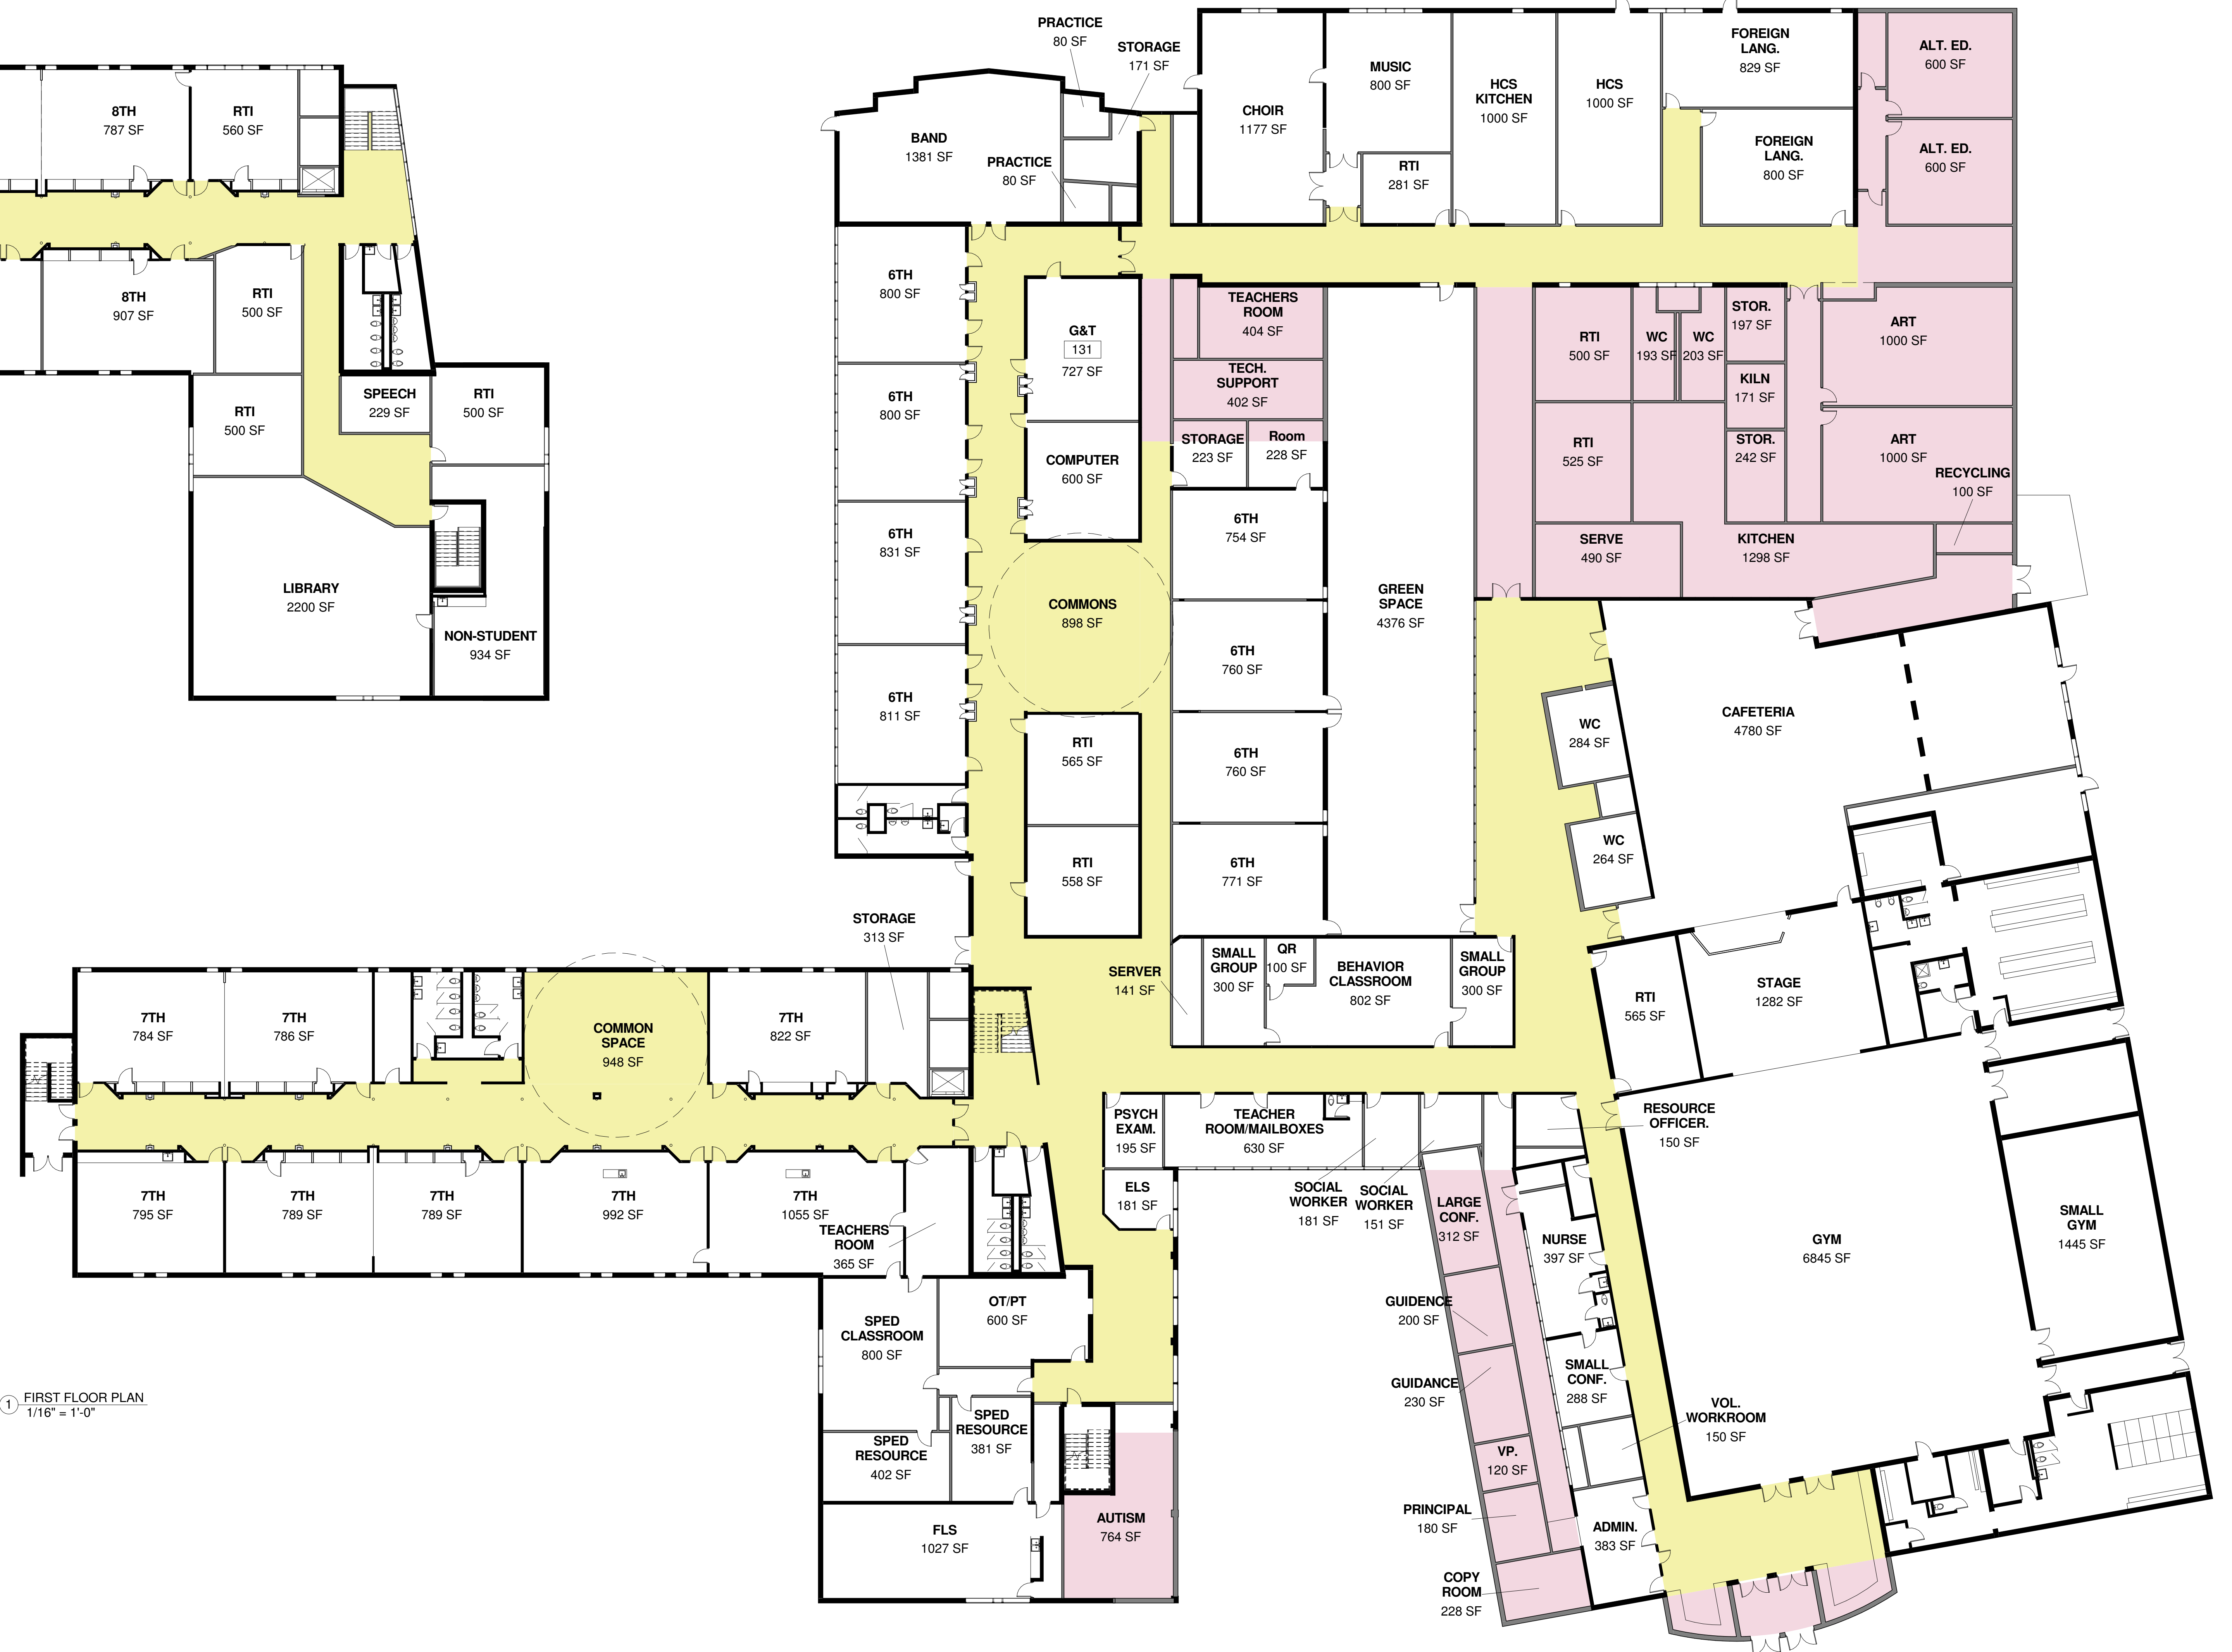 8TH
787 SF
RTI
560 SF
8TH
907 SF
RTI
500 SF
RTI
500 SF
SPEECH
229 SF
RTI
500 SF
LIBRARY
2200 SF
NON-STUDENT
934 SF
PRACTICE
80 SF
STORAGE
171 SF
BAND
1381 SF
PRACTICE
80 SF
CHOIR
1177 SF
MUSIC
800 SF
RTI
281 SF
HCS
KITCHEN
1000 SF
HCS
1000 SF
FOREIGN
LANG.
829 SF
FOREIGN
LANG.
800 SF
ALT. ED.
600 SF
ALT. ED.
600 SF
6TH
800 SF
6TH
800 SF
6TH
831 SF
6TH
811 SF
G&T
131
727 SF
COMPUTER
600 SF
COMMONS
898 SF
RTI
565 SF
RTI
558 SF
TEACHERS
ROOM
404 SF
TECH.
SUPPORT
402 SF
STORAGE
223 SF
Room
228 SF
6TH
754 SF
6TH
760 SF
6TH
760 SF
6TH
771 SF
GREEN
SPACE
4376 SF
RTI
500 SF
WC
193 SF
WC
203 SF
STOR.
197 SF
KILN
171 SF
STOR.
242 SF
ART
1000 SF
ART
1000 SF
RECYCLING
100 SF
RTI
525 SF
SERVE
490 SF
KITCHEN
1298 SF
WC
284 SF
WC
264 SF
CAFETERIA
4780 SF
STORAGE
313 SF
7TH
784 SF
7TH
786 SF
COMMON
SPACE
948 SF
7TH
822 SF
7TH
795 SF
7TH
789 SF
7TH
789 SF
7TH
992 SF
7TH
1055 SF
TEACHERS
ROOM
365 SF
SERVER
141 SF
SMALL
GROUP
300 SF
QR
100 SF
BEHAVIOR
CLASSROOM
802 SF
SMALL
GROUP
300 SF
RTI
565 SF
STAGE
1282 SF
PSYCH
EXAM.
195 SF
TEACHER
ROOM/MAILBOXES
630 SF
RESOURCE
OFFICER.
150 SF
ELS
181 SF
SOCIAL
WORKER
181 SF
SOCIAL
WORKER
151 SF
LARGE
CONF.
312 SF
NURSE
397 SF
GYM
6845 SF
SMALL
GYM
1445 SF
SPED
CLASSROOM
800 SF
OT/PT
600 SF
GUIDENCE
200 SF
GUIDANCE
230 SF
SMALL
CONF.
288 SF
VOL.
WORKROOM
150 SF
SPED
RESOURCE
402 SF
SPED
RESOURCE
381 SF
VP.
120 SF
PRINCIPAL
180 SF
FLS
1027 SF
AUTISM
764 SF
ADMIN.
383 SF
COPY
ROOM
228 SF
1 FIRST FLOOR PLAN
1/16" = 1'-0"